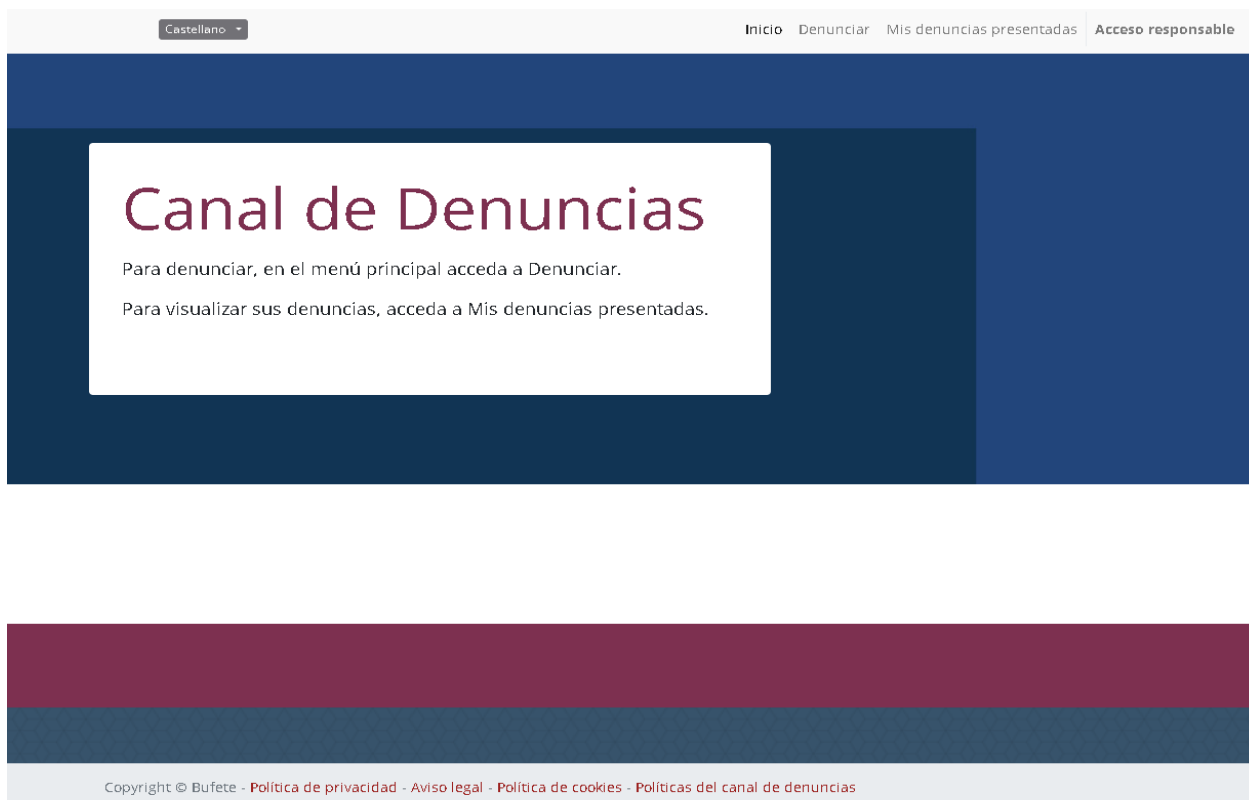 Castellano
Inicio Denunciar Mis denuncias presentadas Acceso responsable
Canal de Denuncias
Para denunciar, en el menú principal acceda a Denunciar.
Para visualizar sus denuncias, acceda a Mis denuncias presentadas.
Copyright © Bufete - Política de privacidad - Aviso legal - Política de cookies - Políticas del canal de denuncias